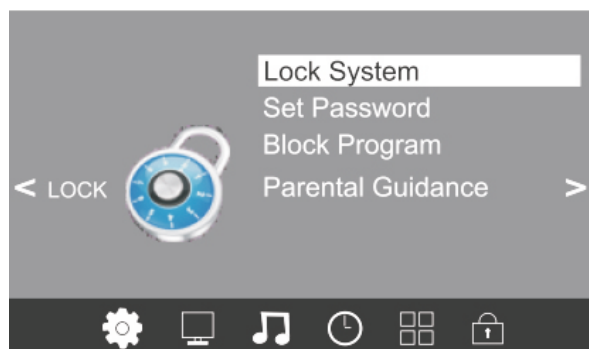 Lock System
Set Password
Block Program
< LOCK
Parental Guidance >